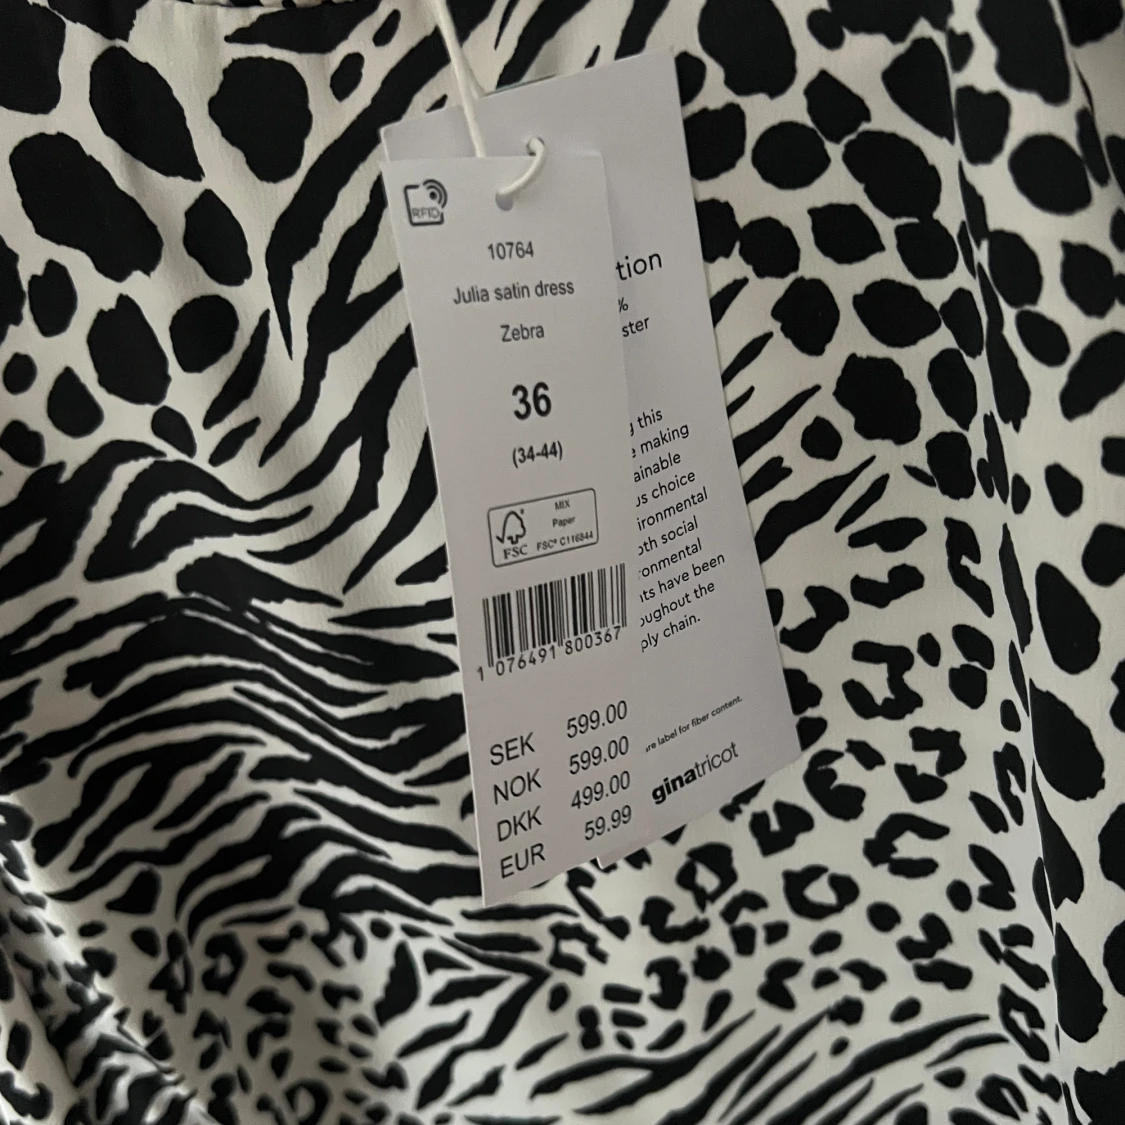 RFID
10764
Julia satin dress
Zebra
36
(34-44)
MIX
Paper
FSC FSC® C116844
1 076491 800367
SEK 599.00
NOK 599.00
DKK 499.00
EUR 59.99
tion
%
ster
this
making
ainable
us choice
ironmental
oth social
onmental
ts have been
oughout the
ply chain.
re label for fiber content.
ginatricot